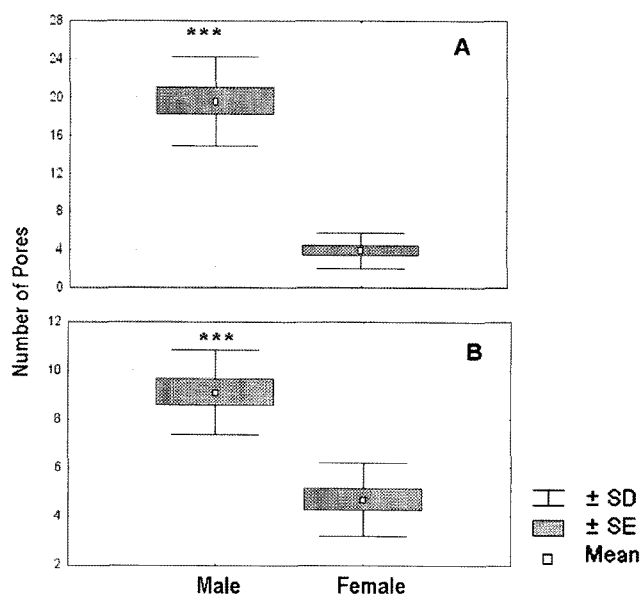 28
24
20
16
12
8
4
0
***
A
Number of Pores
12
10
8
6
4
2
***
B
Male
Female
± SD
± SE
Mean